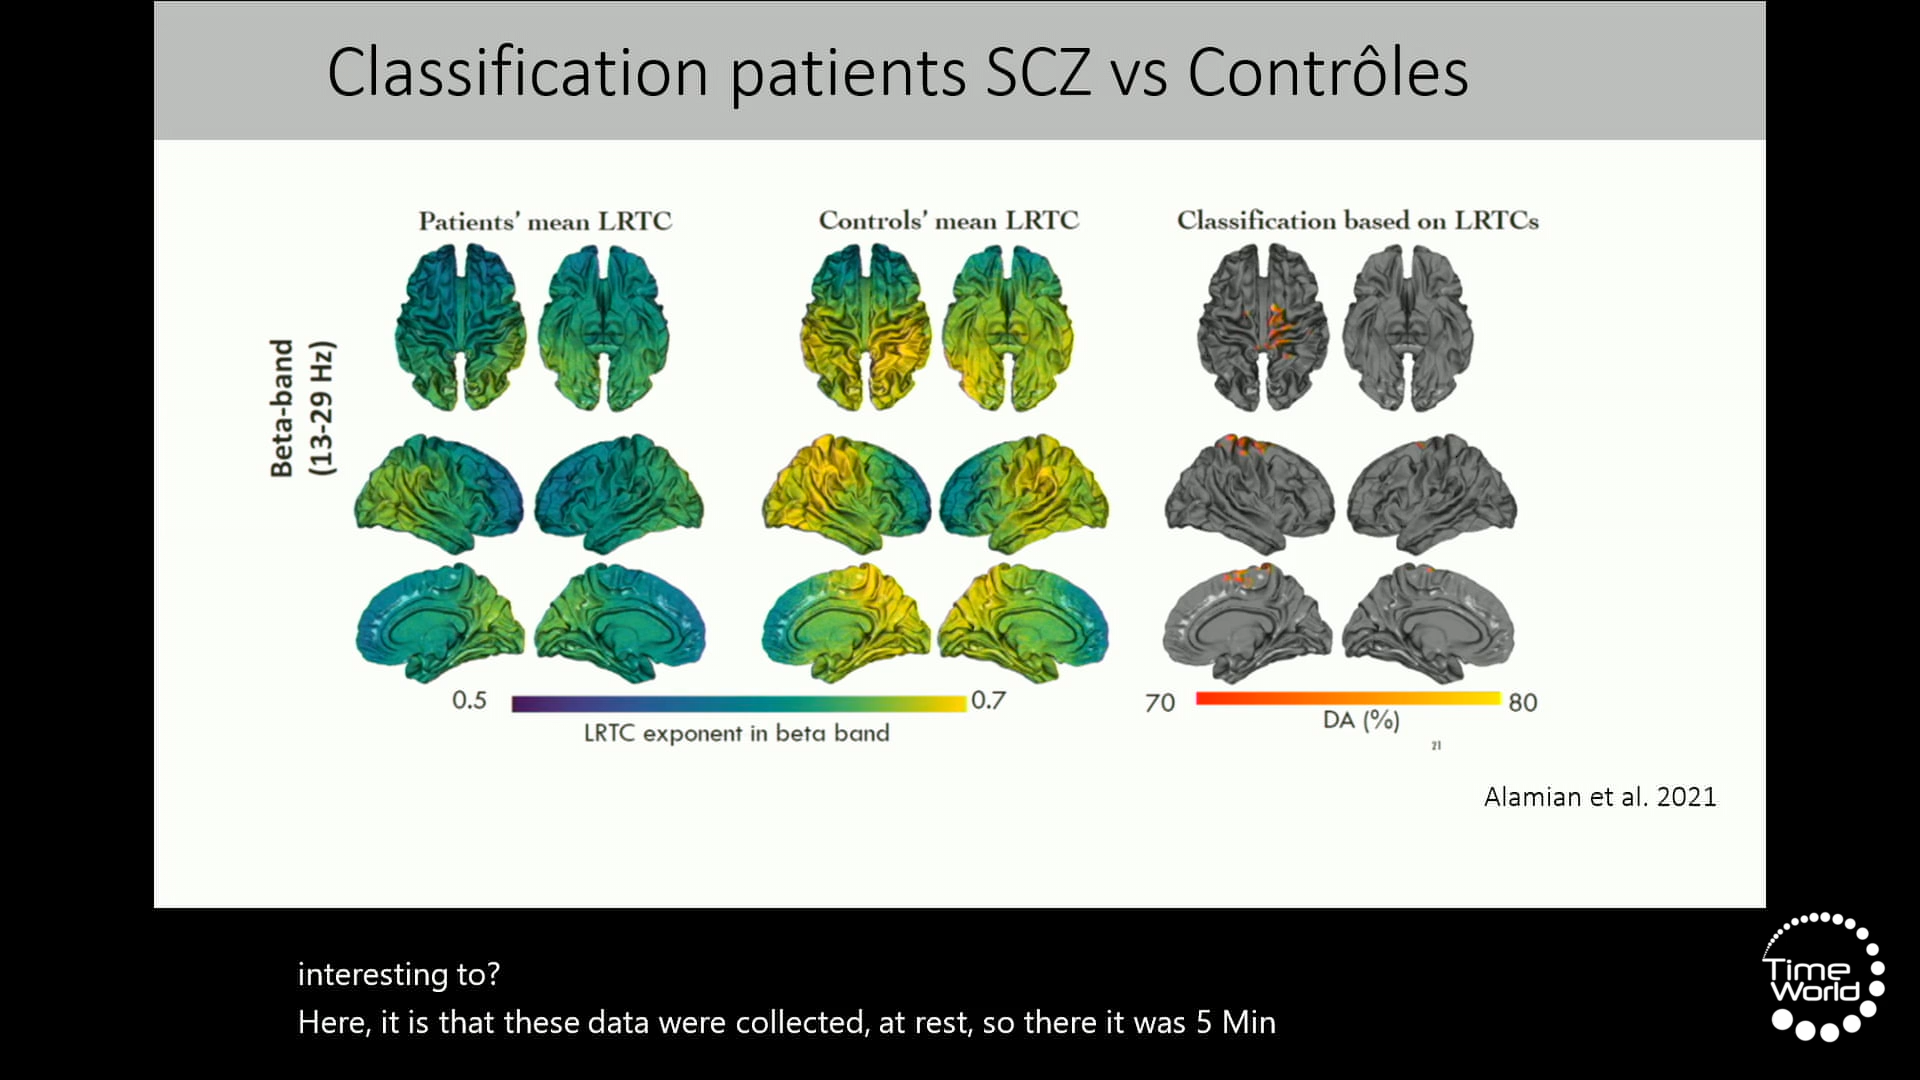 Classification patients SCZ vs Contrôles
Patients' mean LRTC
Controls' mean LRTC
Classification based on LRTCs
Beta-band
(13-29 Hz)
0.5
0.7
LRTC exponent in beta band
70
80
DA (%)
21
Alamian et al. 2021
interesting to?
Here, it is that these data were collected, at rest, so there it was 5 Min
Time
World